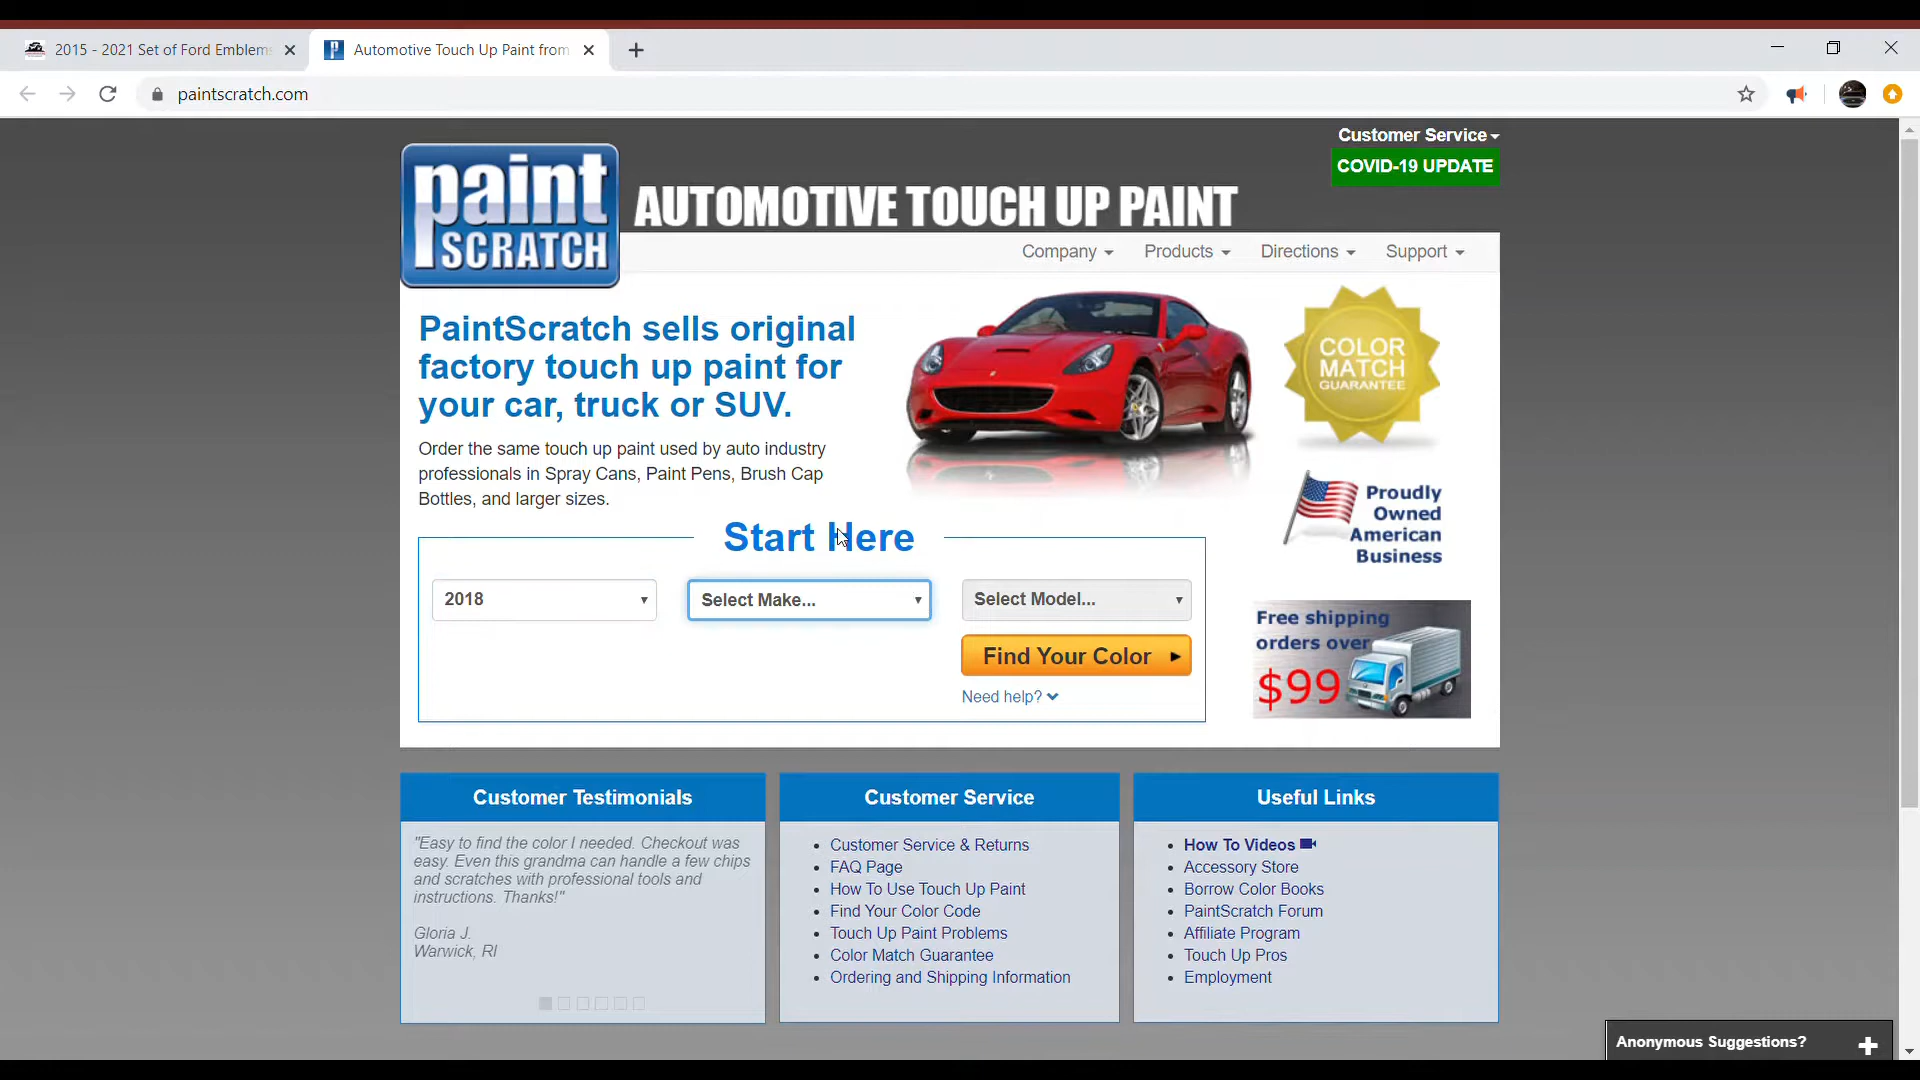 2015 - 2021 Set of Ford Emblems
Automotive Touch Up Paint from
paintscratch.com
Customer Service
COVID-19 UPDATE
paint
SCRATCH
AUTOMOTIVE TOUCH UP PAINT
Company
Products
Directions
Support
PaintScratch sells original
factory touch up paint for
your car, truck or SUV.
Order the same touch up paint used by auto industry
professionals in Spray Cans, Paint Pens, Brush Cap
Bottles, and larger sizes.
COLOR
MATCH
GUARANTEE
Proudly
Owned
American
Business
Start Here
2018
Select Make...
Select Model...
Find Your Color
Need help?
Free shipping
orders over
$99
Customer Testimonials
"Easy to find the color I needed. Checkout was
easy. Even this grandma can handle a few chips
and scratches with professional tools and
instructions. Thanks!"
Gloria J.
Warwick, RI
Customer Service
• Customer Service & Returns
• FAQ Page
• How To Use Touch Up Paint
• Find Your Color Code
• Touch Up Paint Problems
• Color Match Guarantee
• Ordering and Shipping Information
Useful Links
• How To Videos
• Accessory Store
• Borrow Color Books
• PaintScratch Forum
• Affiliate Program
• Touch Up Pros
• Employment
Anonymous Suggestions?